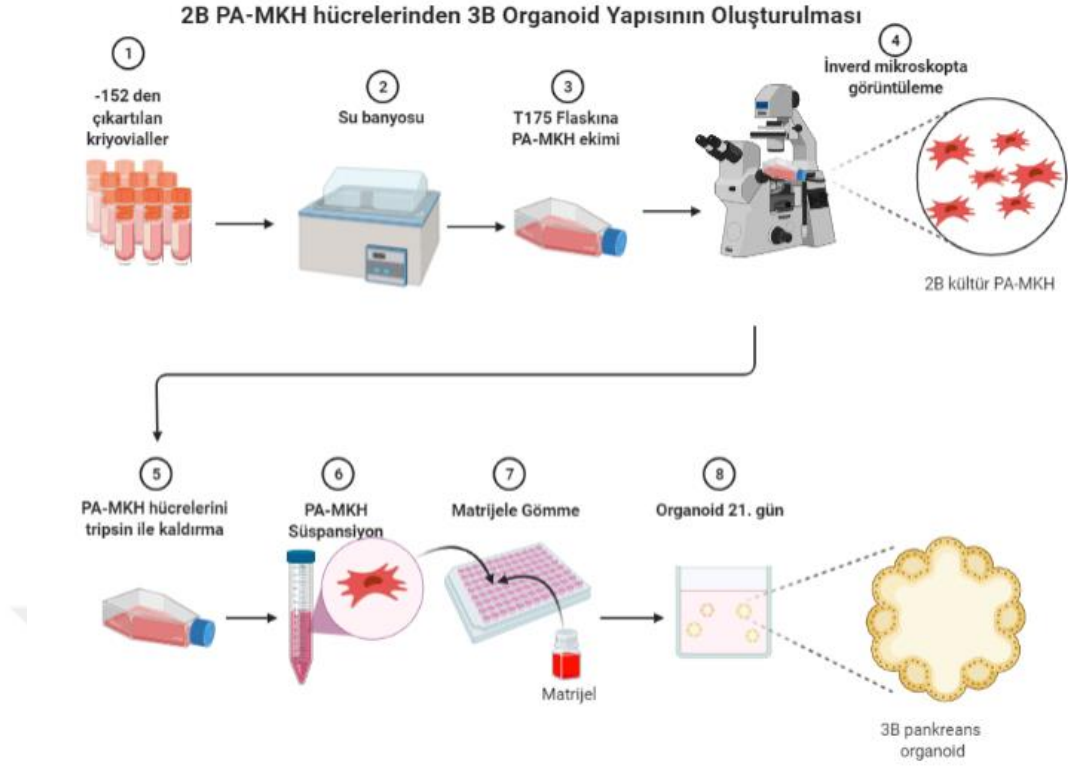 2B PA-MKH hücrelerinden 3B Organoid Yapısının Oluşturulması
1
-152 den
çıkartılan
kriyovialler
2
Su banyosu
3
T175 Flaskına
PA-MKH ekimi
4
İnverd mikroskopta
görüntüleme
2B kültür PA-MKH
5
PA-MKH hücrelerini
tripsin ile kaldırma
6
PA-MKH
Süspansiyon
7
Matrijele Gömme
Matrijel
8
Organoid 21. gün
3B pankreans
organoid